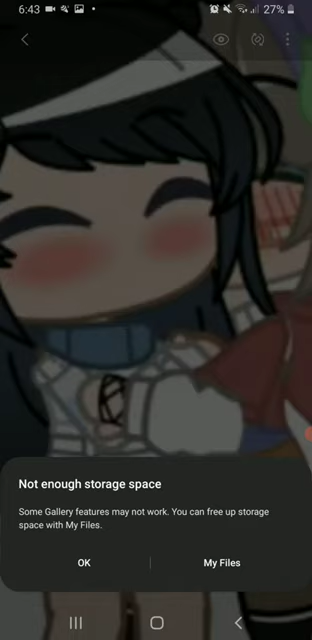 6:43
27%
Not enough storage space
Some Gallery features may not work. You can free up storage
space with My Files.
OK
My Files